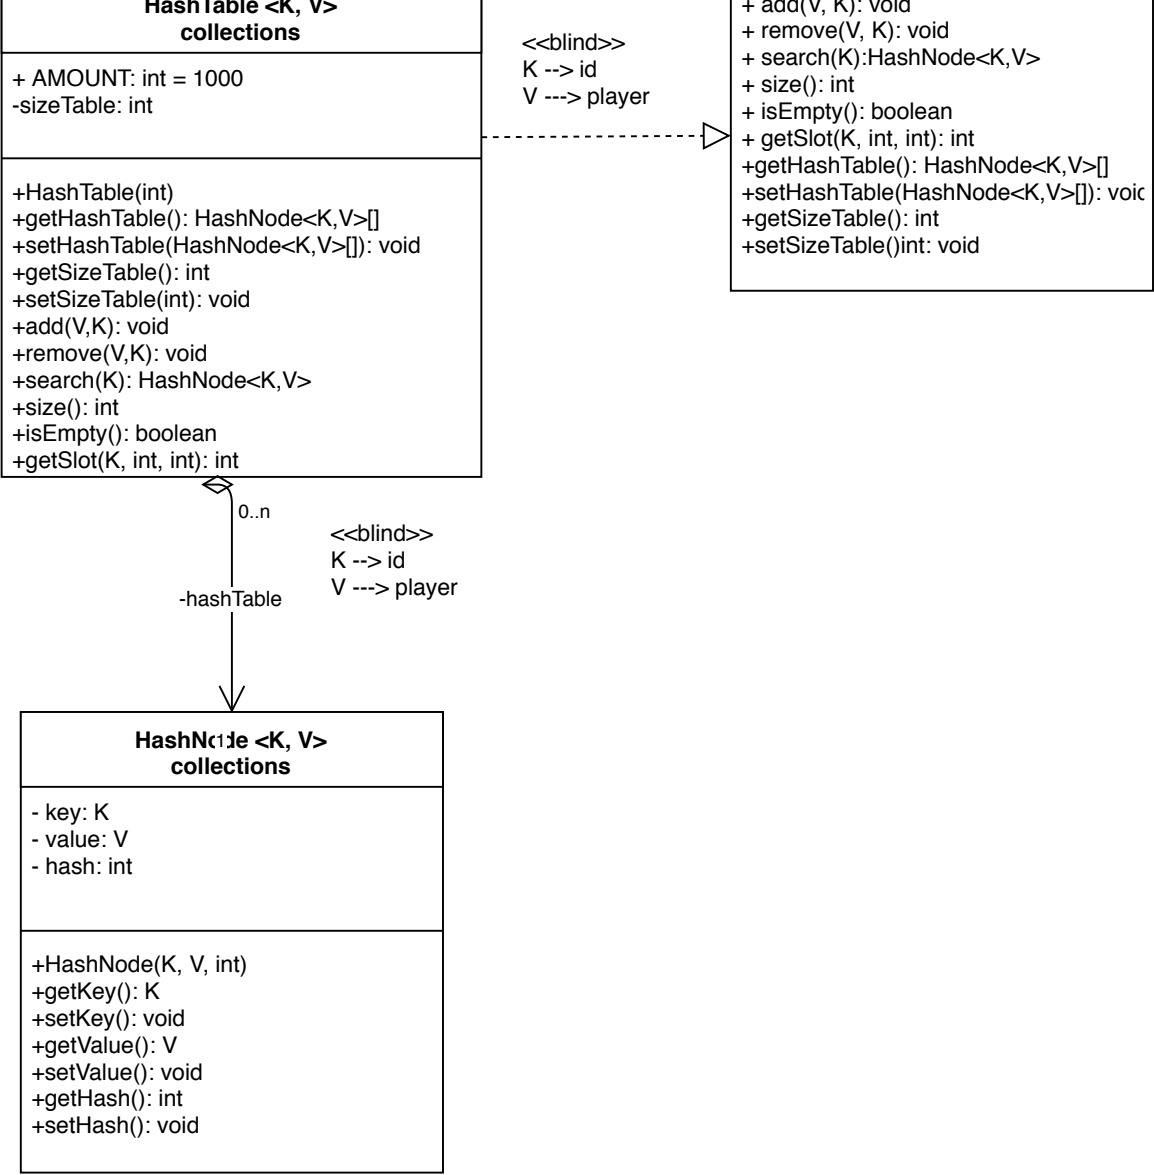 HashTable <K, V>
collections
+ AMOUNT: int = 1000
-sizeTable: int
+HashTable(int)
+getHashTable(): HashNode<K,V>[]
+setHashTable(HashNode<K,V>[]): void
+getSizeTable(): int
+setSizeTable(int): void
+add(V,K): void
+remove(V,K): void
+search(K): HashNode<K,V>
+size(): int
+isEmpty(): boolean
+getSlot(K, int, int): int
<<blind>>
K --> id
V ---> player
+ add(V, K): void
+ remove(V, K): void
+ search(K):HashNode<K,V>
+ size(): int
+ isEmpty(): boolean
+ getSlot(K, int, int): int
+getHashTable(): HashNode<K,V>[]
+setHashTable(HashNode<K,V>[]): void
+getSizeTable(): int
+setSizeTable()int: void
0..n
<<blind>>
K --> id
V ---> player
-hashTable
1
HashNode <K, V>
collections
- key: K
- value: V
- hash: int
+HashNode(K, V, int)
+getKey(): K
+setKey(): void
+getValue(): V
+setValue(): void
+getHash(): int
+setHash(): void